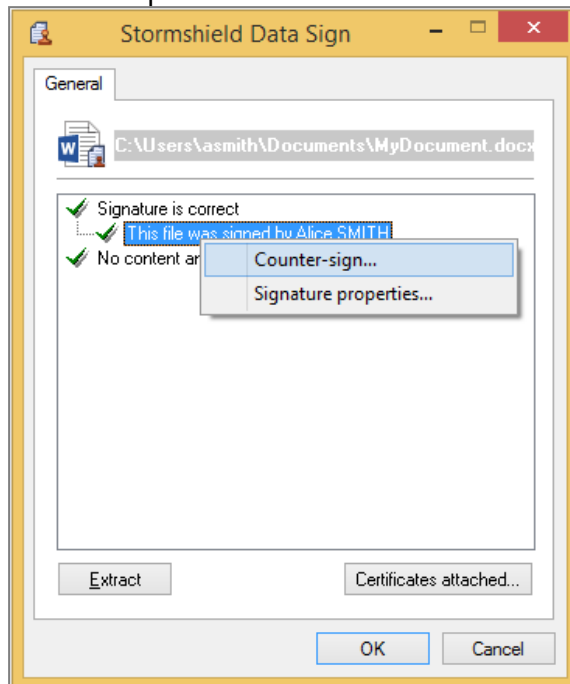 Stormshield Data Sign
General
C:\Users\asmith\Documents\MyDocument.docx
Signature is correct
This file was signed by Alice SMITH
No content
Counter-sign...
Signature properties...
Extract
Certificates attached...
OK
Cancel